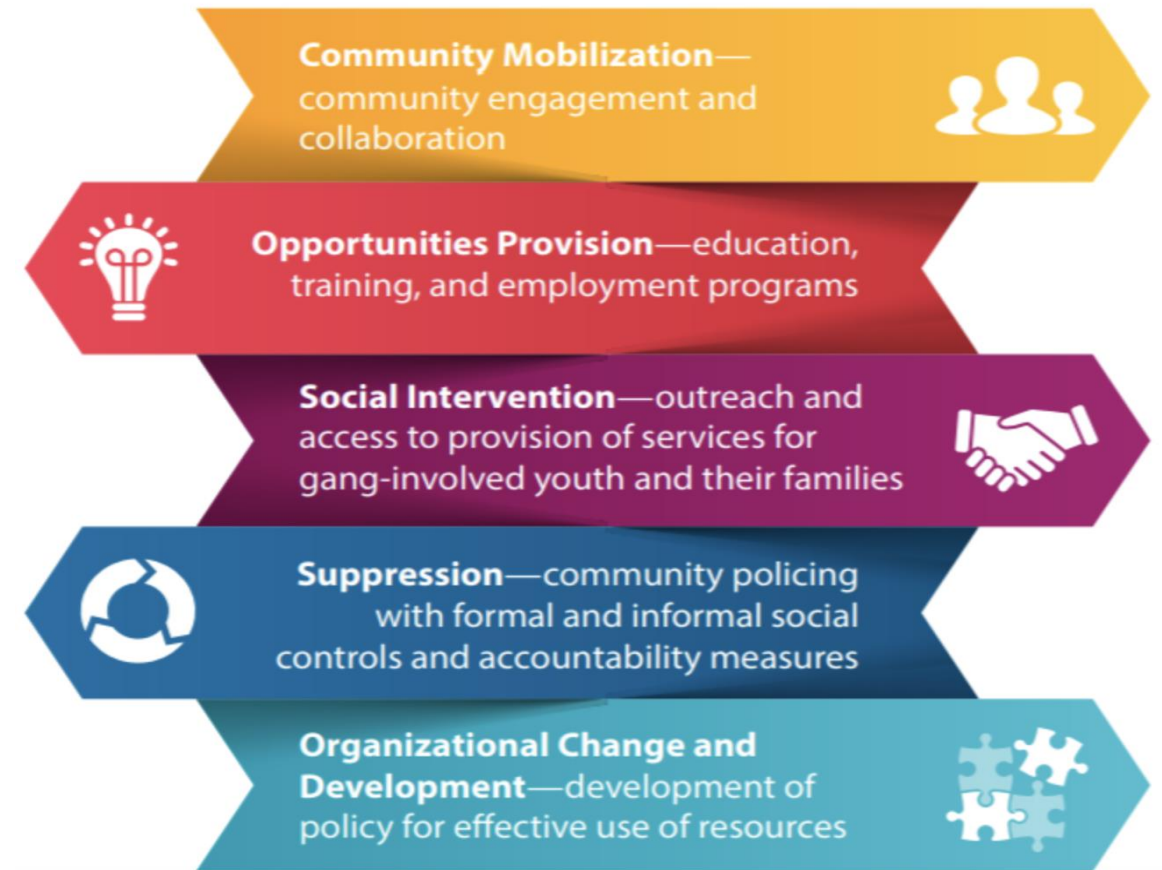 Community Mobilization—
community engagement and
collaboration
Opportunities Provision—education,
training, and employment programs
Social Intervention—outreach and
access to provision of services for
gang-involved youth and their families
Suppression—community policing
with formal and informal social
controls and accountability measures
Organizational Change and
Development—development of
policy for effective use of resources